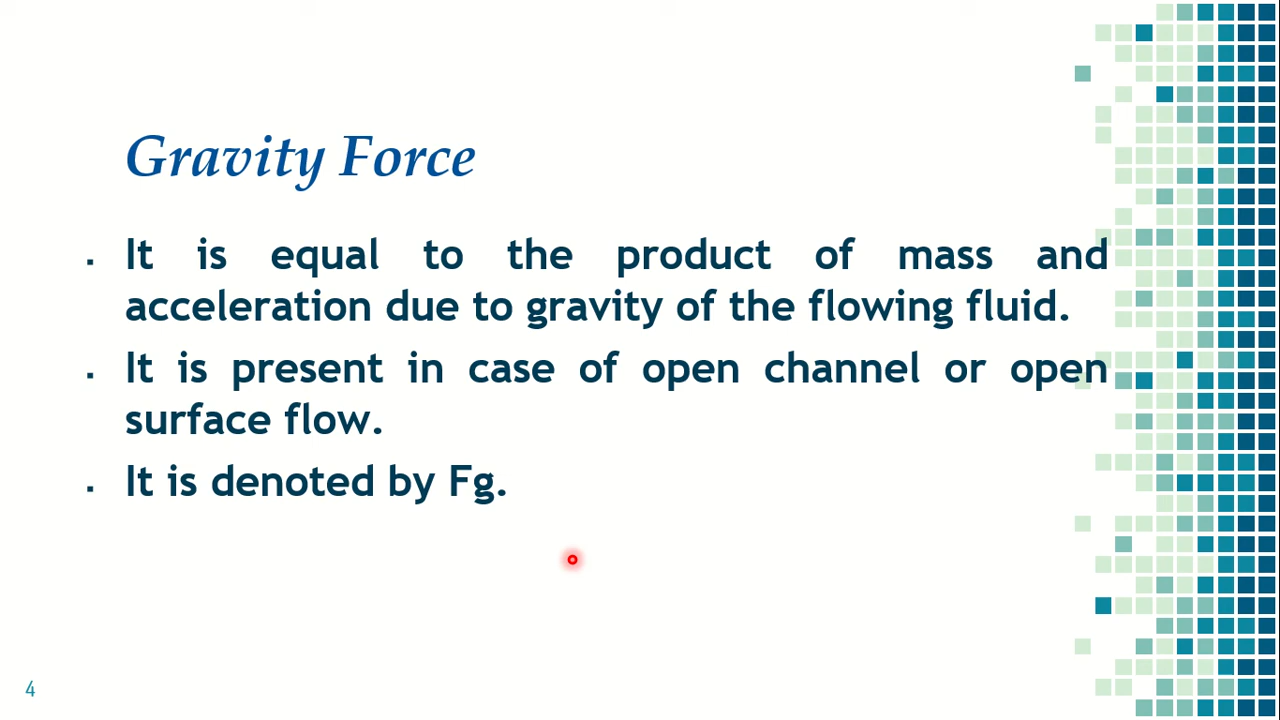 Gravity Force
▪ It is equal to the product of mass and
acceleration due to gravity of the flowing fluid.
▪ It is present in case of open channel or open
surface flow.
▪ It is denoted by Fg.
4